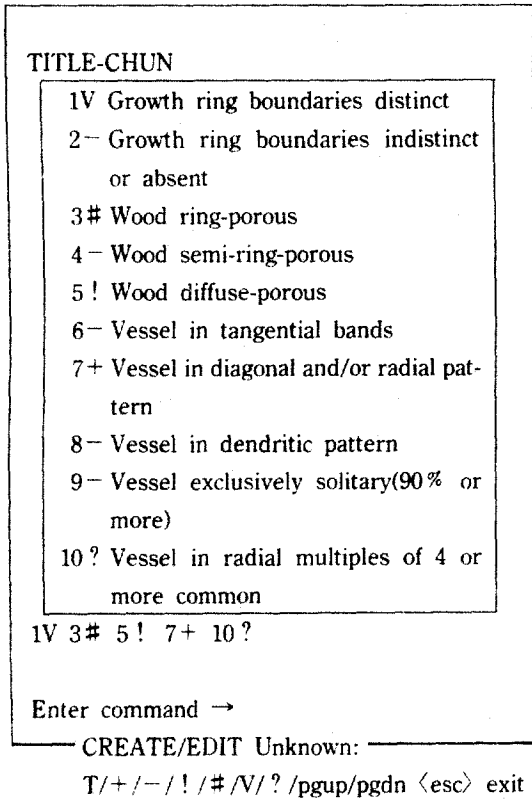 TITLE-CHUN
1V Growth ring boundaries distinct
2− Growth ring boundaries indistinct
or absent
3# Wood ring-porous
4− Wood semi-ring-porous
5! Wood diffuse-porous
6− Vessel in tangential bands
7+ Vessel in diagonal and/or radial pat-
tern
8− Vessel in dendritic pattern
9− Vessel exclusively solitary(90% or
more)
10? Vessel in radial multiples of 4 or
more common
1V 3# 5! 7+ 10?
Enter command →
CREATE/EDIT Unknown:
T/+/−/!/#/V/?/pgup/pgdn 〈esc〉 exit